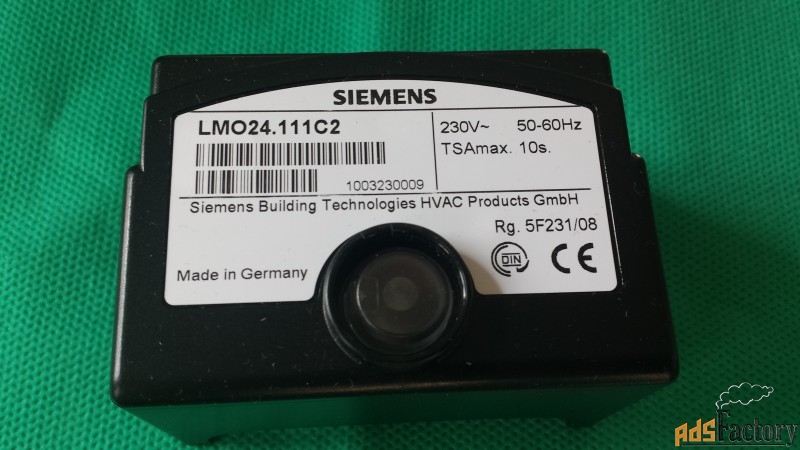 SIEMENS
LMO24.111C2
230V~ 50-60Hz
TSAmax. 10s.
1003230009
Siemens Building Technologies HVAC Products GmbH
Rg. 5F231/08
DIN
CE
Made in Germany
AdsFactory